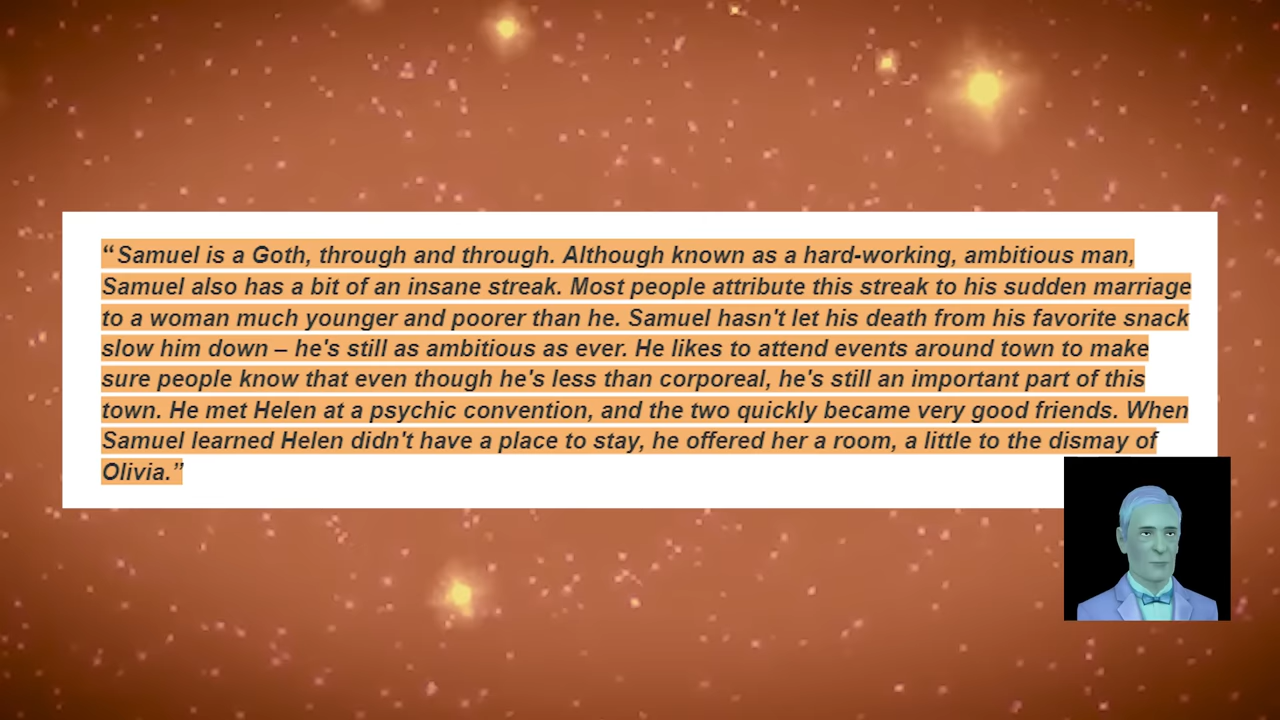 “Samuel is a Goth, through and through. Although known as a hard-working, ambitious man,
Samuel also has a bit of an insane streak. Most people attribute this streak to his sudden marriage
to a woman much younger and poorer than he. Samuel hasn't let his death from his favorite snack
slow him down – he's still as ambitious as ever. He likes to attend events around town to make
sure people know that even though he's less than corporeal, he's still an important part of this
town. He met Helen at a psychic convention, and the two quickly became very good friends. When
Samuel learned Helen didn't have a place to stay, he offered her a room, a little to the dismay of
Olivia.”